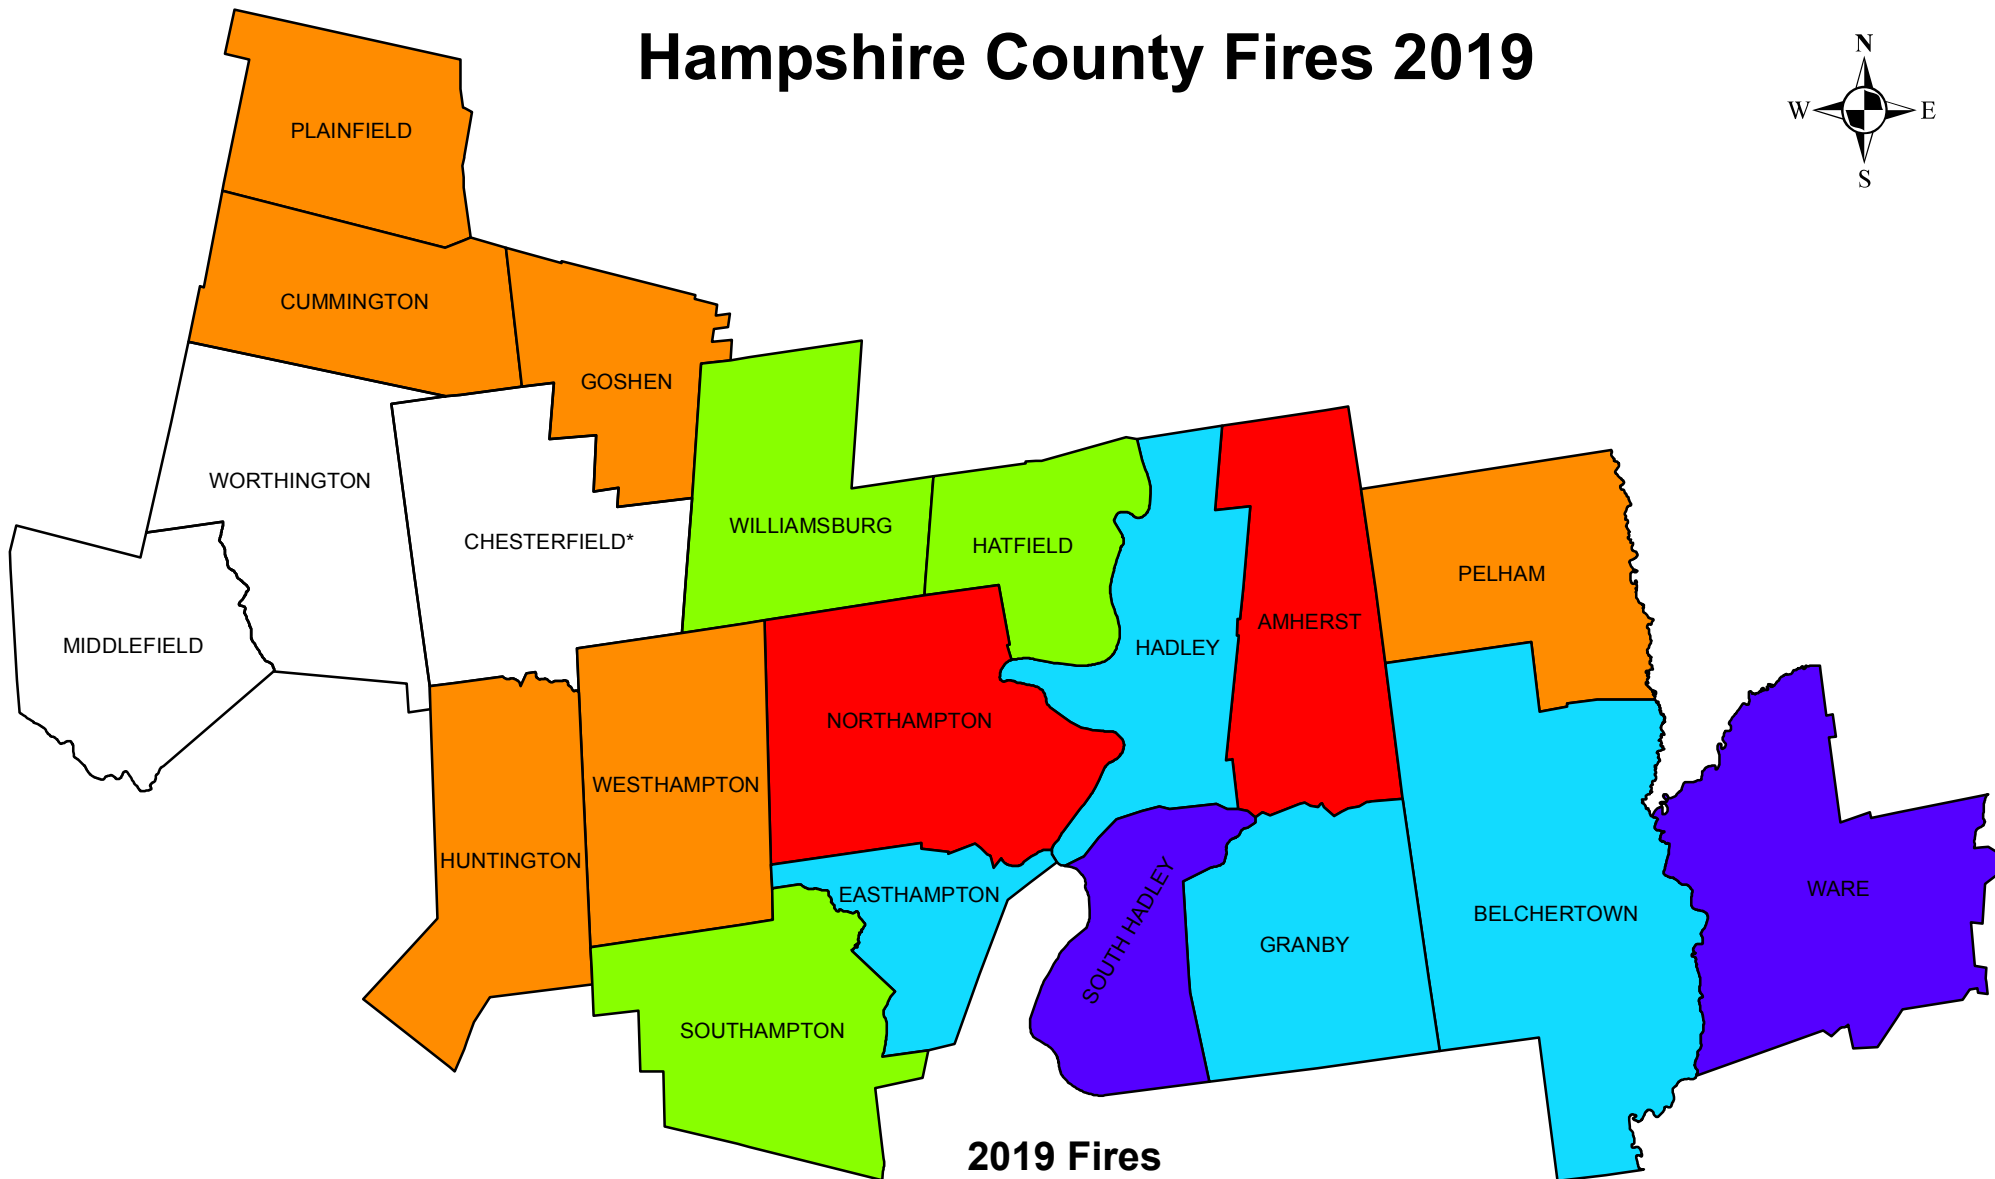 Hampshire County Fires 2019
N
W
E
S
PLAINFIELD
CUMMINGTON
GOSHEN
WORTHINGTON
CHESTERFIELD*
WILLIAMSBURG
HATFIELD
PELHAM
AMHERST
HADLEY
MIDDLEFIELD
NORTHAMPTON
WESTHAMPTON
HUNTINGTON
EASTHAMPTON
WARE
BELCHERTOWN
SOUTH HADLEY
GRANBY
SOUTHAMPTON
2019 Fires